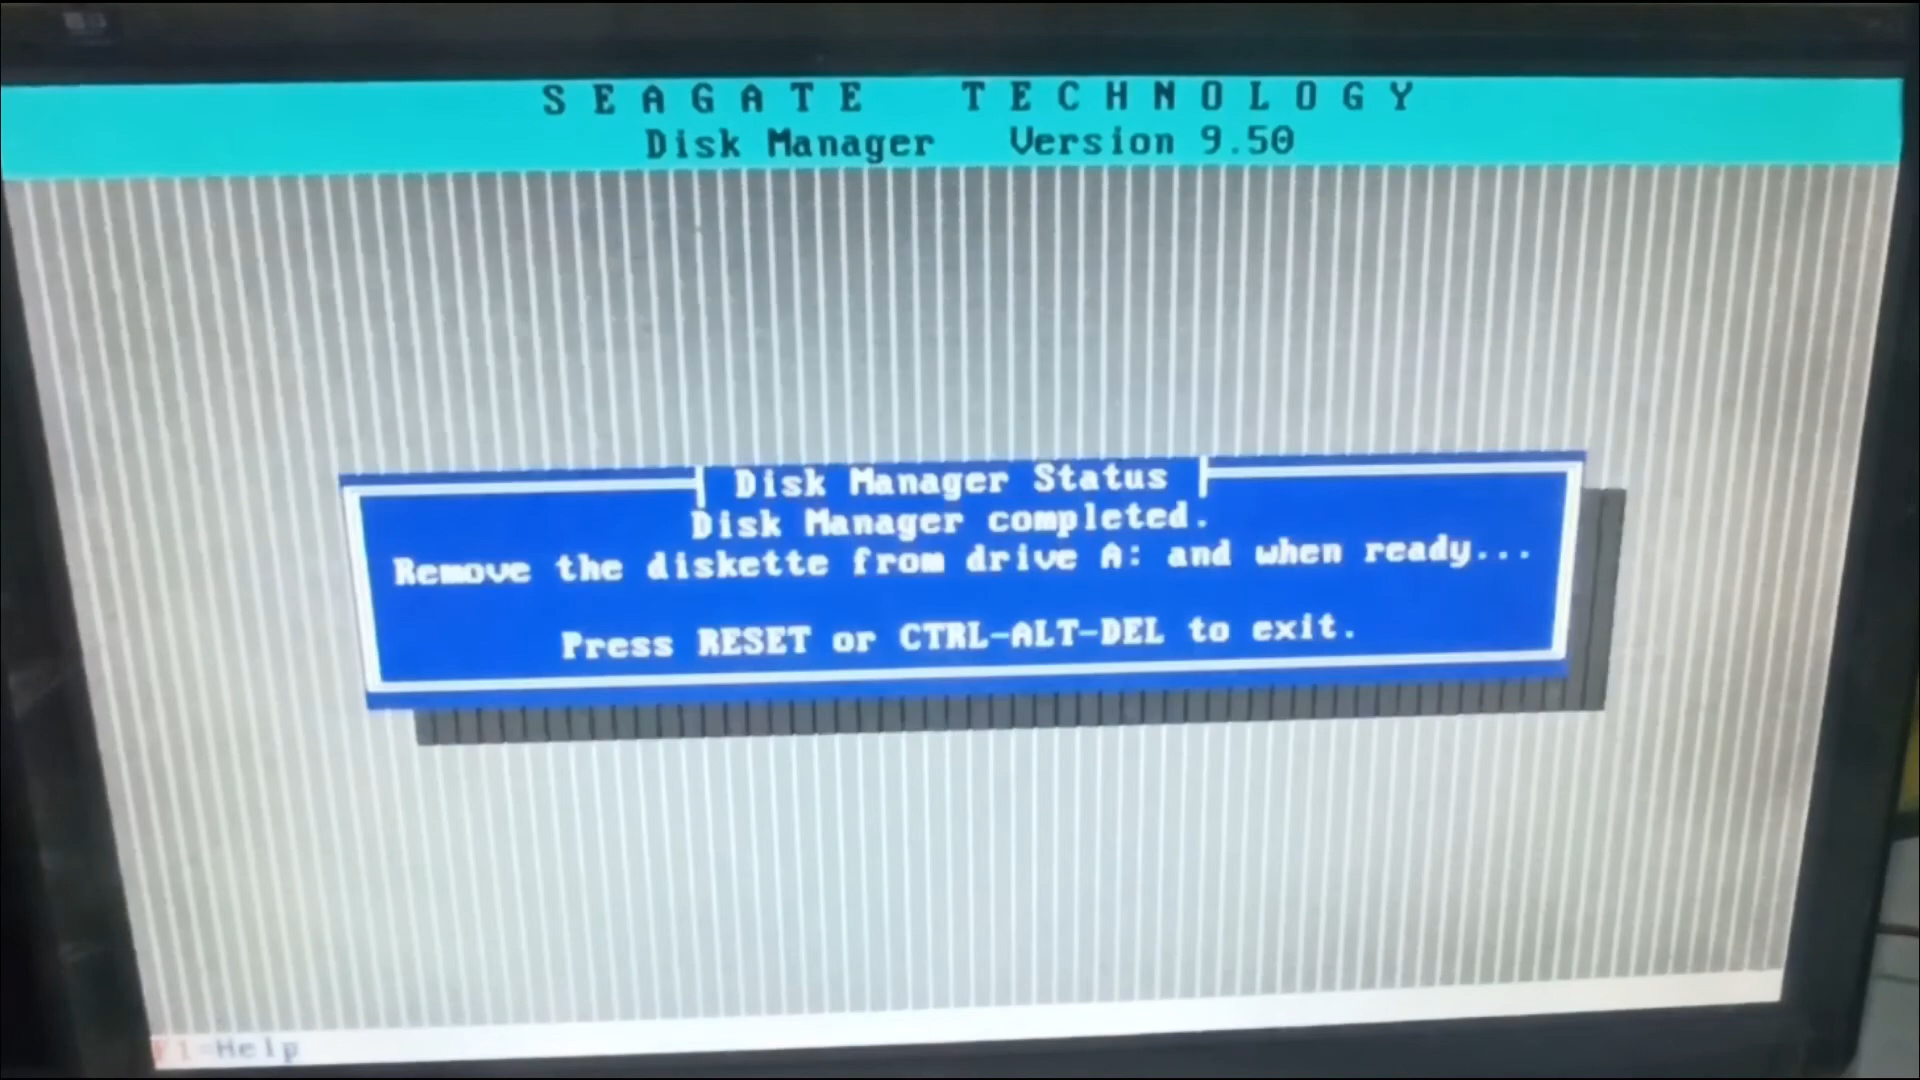 SEAGATE TECHNOLOGY
Disk Manager Version 9.50
Disk Manager Status
Disk Manager completed.
Remove the diskette from drive A: and when ready...
Press RESET or CTRL-ALT-DEL to exit.
F1=Help